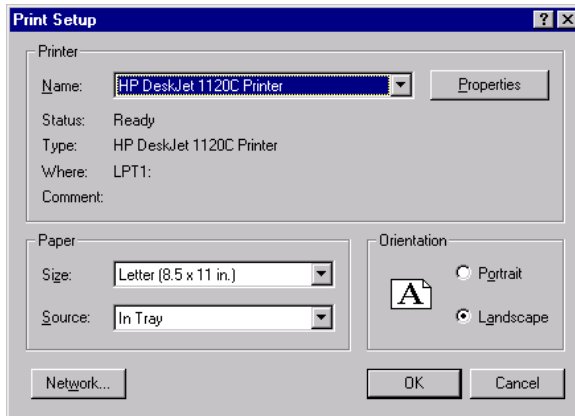 Print Setup
Printer
Name: HP DeskJet 1120C Printer Properties
Status: Ready
Type: HP DeskJet 1120C Printer
Where: LPT1:
Comment:
Paper
Size: Letter (8.5 x 11 in.)
Source: In Tray
Orientation
A
Portrait
Landscape
Network... OK Cancel